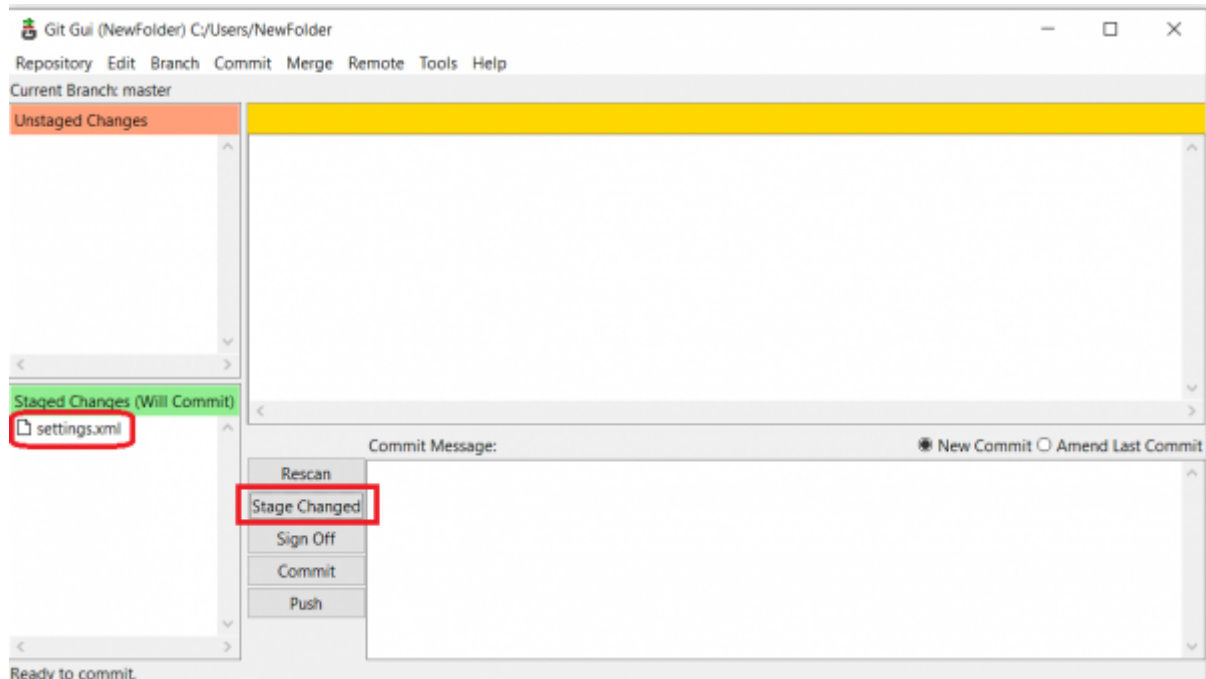 Git Gui (NewFolder) C:/Users/NewFolder
Repository Edit Branch Commit Merge Remote Tools Help
Current Branch: master
Unstaged Changes
Staged Changes (Will Commit)
settings.xml
Commit Message:
New Commit Amend Last Commit
Rescan
Stage Changed
Sign Off
Commit
Push
Ready to commit.